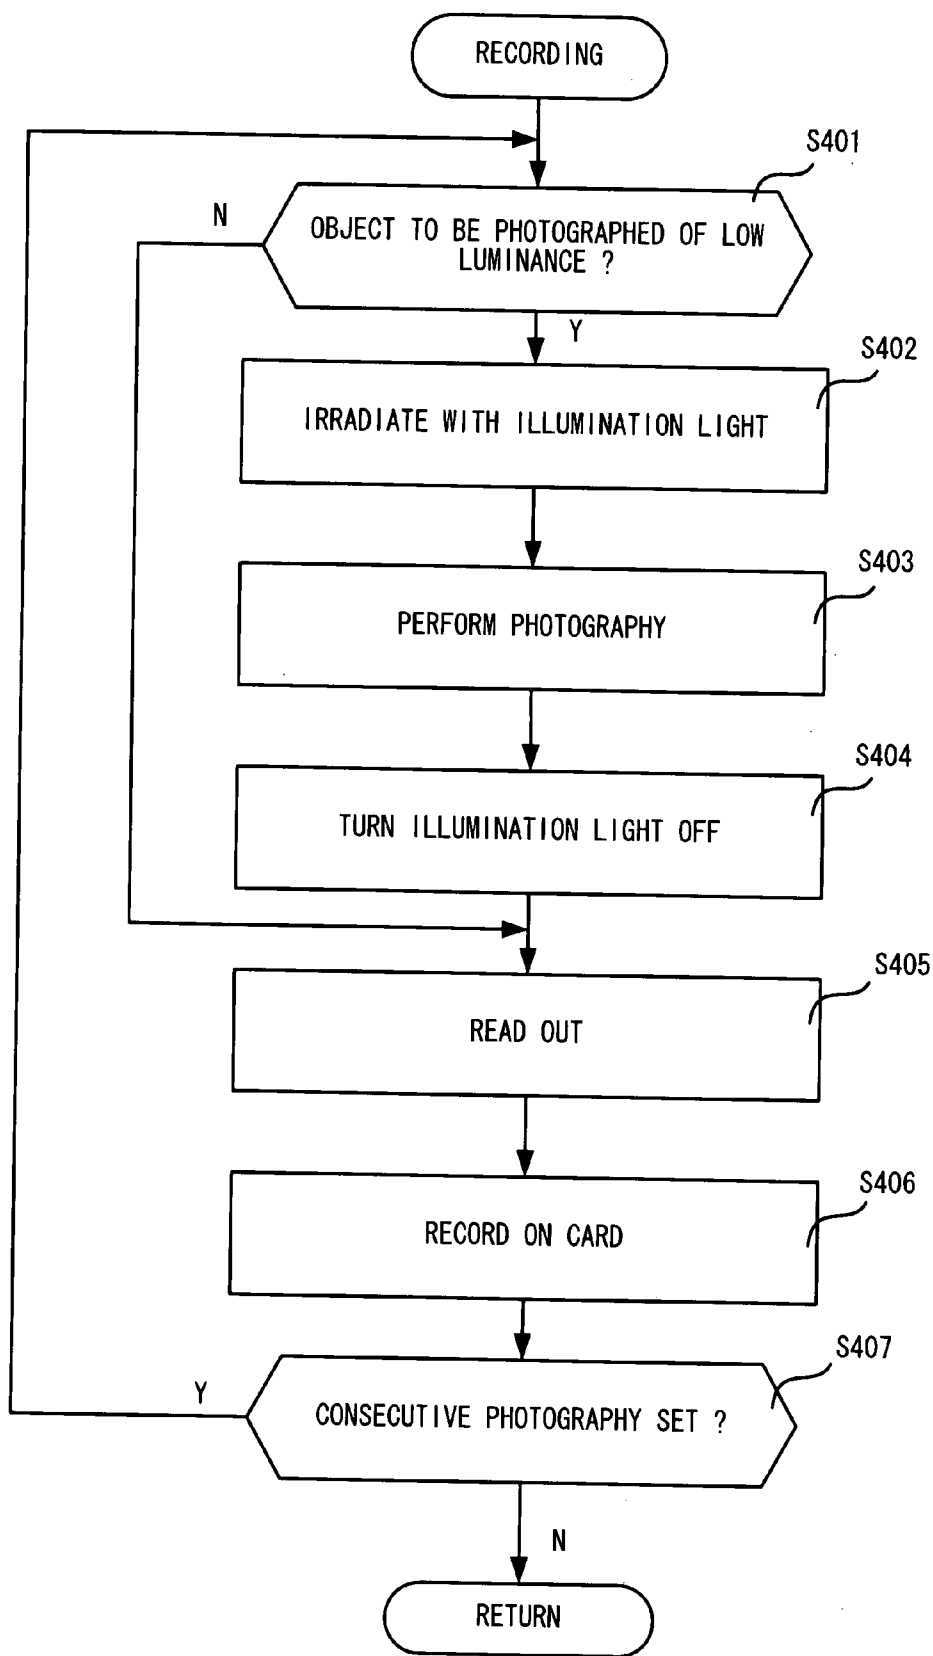 RECORDING
S401
N
OBJECT TO BE PHOTOGRAPHED OF LOW
LUMINANCE ?
Y
S402
IRRADIATE WITH ILLUMINATION LIGHT
S403
PERFORM PHOTOGRAPHY
S404
TURN ILLUMINATION LIGHT OFF
S405
READ OUT
S406
RECORD ON CARD
S407
Y
CONSECUTIVE PHOTOGRAPHY SET ?
N
RETURN